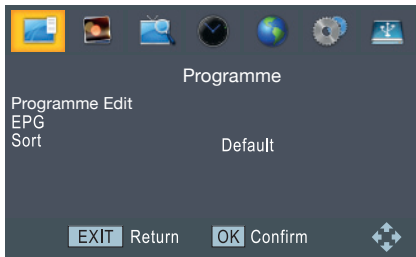 Programme
Programme Edit
EPG
Sort Default
EXIT Return OK Confirm